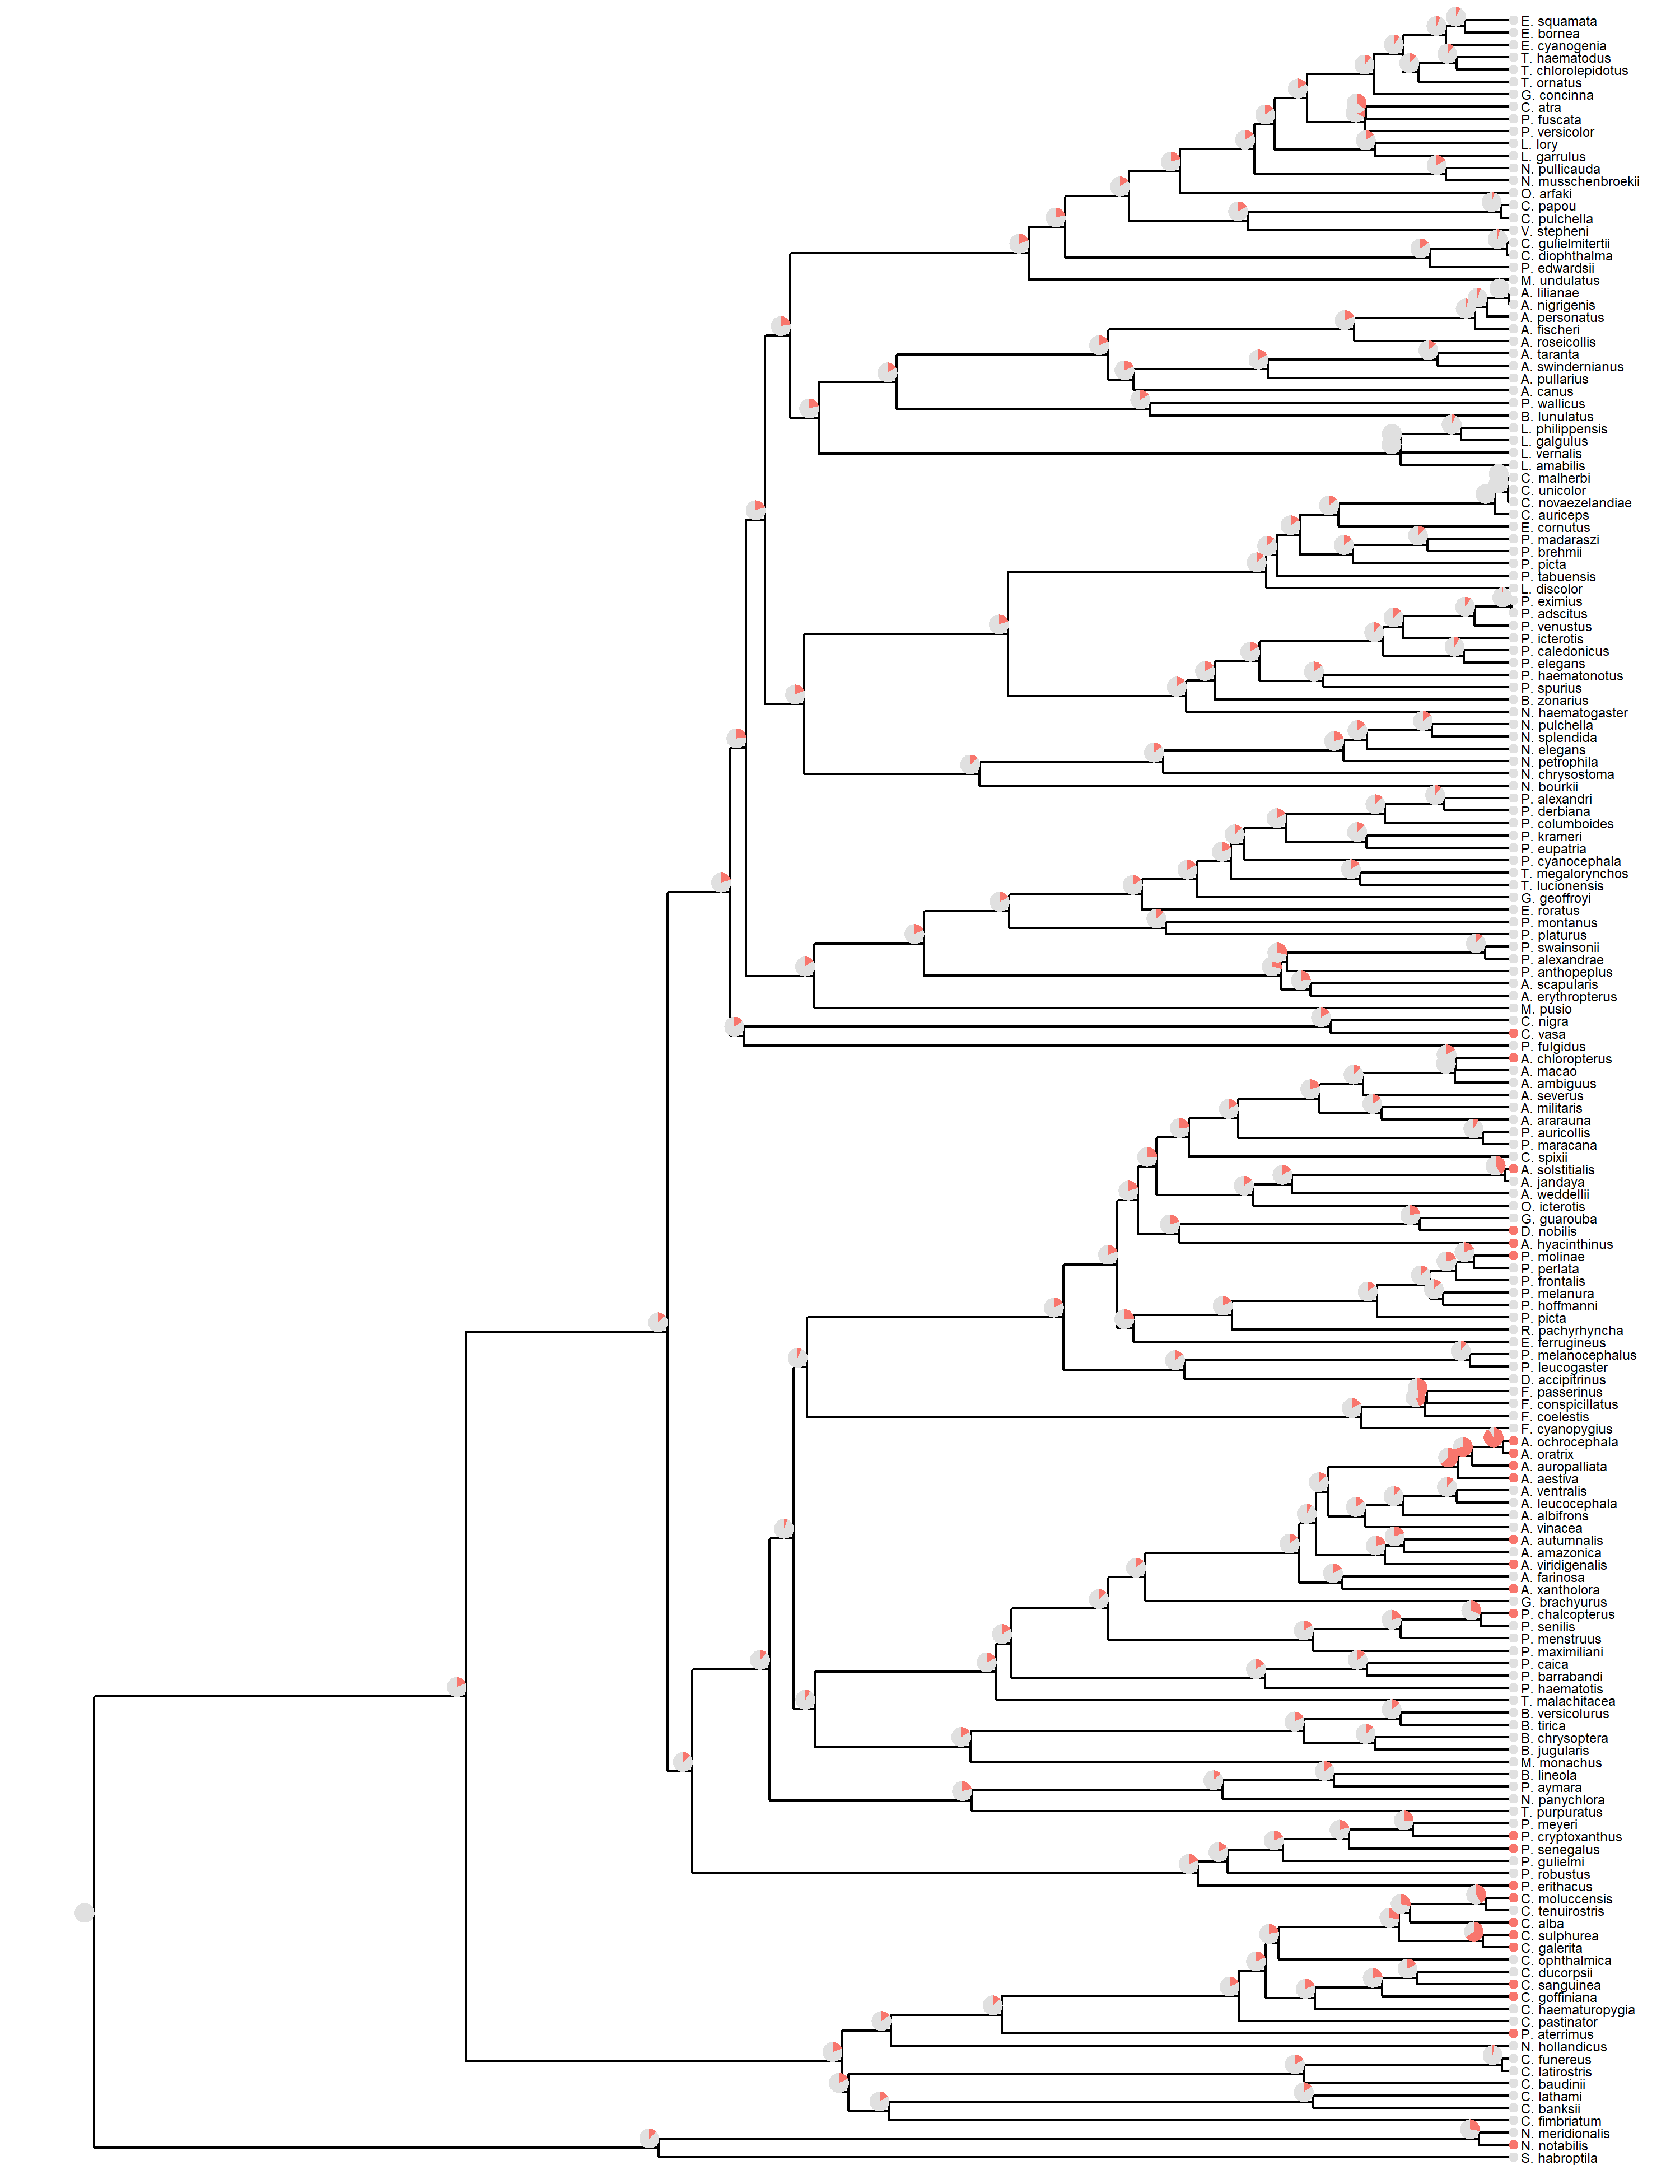 E. squamata
E. bornea
E. cyanogenia
T. haematodus
T. chlorolepidotus
T. ornatus
G. concinna
C. atra
P. fuscata
P. versicolor
L. lory
L. garrulus
N. pullicauda
N. musschenbroekii
O. arfaki
C. papou
C. pulchella
V. stepheni
C. gulielmitertii
C. diophthalma
P. edwardsii
M. undulatus
A. lilianae
A. nigrigenis
A. personatus
A. fischeri
A. roseicollis
A. taranta
A. swindernianus
A. pullarius
A. canus
P. wallicus
B. lunulatus
L. philippensis
L. galgulus
L. vernalis
L. amabilis
C. malherbi
C. unicolor
C. novaezelandiae
C. auriceps
E. cornutus
P. madaraszi
P. brehmii
P. picta
P. tabuensis
L. discolor
P. eximius
P. adscitus
P. venustus
P. icterotis
P. caledonicus
P. elegans
P. haematonotus
P. spurius
B. zonarius
N. haematogaster
N. pulchella
N. splendida
N. elegans
N. petrophila
N. chrysostoma
N. bourkii
P. alexandri
P. derbiana
P. columboides
P. krameri
P. eupatria
P. cyanocephala
T. megalorynchos
T. lucionensis
G. geoffroyi
E. roratus
P. montanus
P. platurus
P. swainsonii
P. alexandrae
P. anthopeplus
A. scapularis
A. erythropterus
M. pusio
C. nigra
C. vasa
P. fulgidus
A. chloropterus
A. macao
A. ambiguus
A. severus
A. militaris
A. ararauna
P. auricollis
P. maracana
C. spixii
A. solstitialis
A. jandaya
A. weddellii
O. icterotis
G. guarouba
D. nobilis
A. hyacinthinus
P. molinae
P. perlata
P. frontalis
P. melanura
P. hoffmanni
P. picta
R. pachyrhyncha
E. ferrugineus
P. melanocephalus
P. leucogaster
D. accipitrinus
F. passerinus
F. conspicillatus
F. coelestis
F. cyanopygius
A. ochrocephala
A. oratrix
A. auropalliata
A. aestiva
A. ventralis
A. leucocephala
A. albifrons
A. vinacea
A. autumnalis
A. amazonica
A. viridigenalis
A. farinosa
A. xantholora
G. brachyurus
P. chalcopterus
P. senilis
P. menstruus
P. maximiliani
P. caica
P. barrabandi
P. haematotis
T. malachitacea
B. versicolurus
B. tirica
B. chrysoptera
B. jugularis
M. monachus
B. lineola
P. aymara
N. panychlora
T. purpuratus
P. meyeri
P. cryptoxanthus
P. senegalus
P. gulielmi
P. robustus
P. erithacus
C. moluccensis
C. tenuirostris
C. alba
C. sulphurea
C. galerita
C. ophthalmica
C. ducorpsii
C. sanguinea
C. goffiniana
C. haematuropygia
C. pastinator
P. aterrimus
N. hollandicus
C. funereus
C. latirostris
C. baudinii
C. lathami
C. banksii
C. fimbriatum
N. meridionalis
N. notabilis
S. habroptila